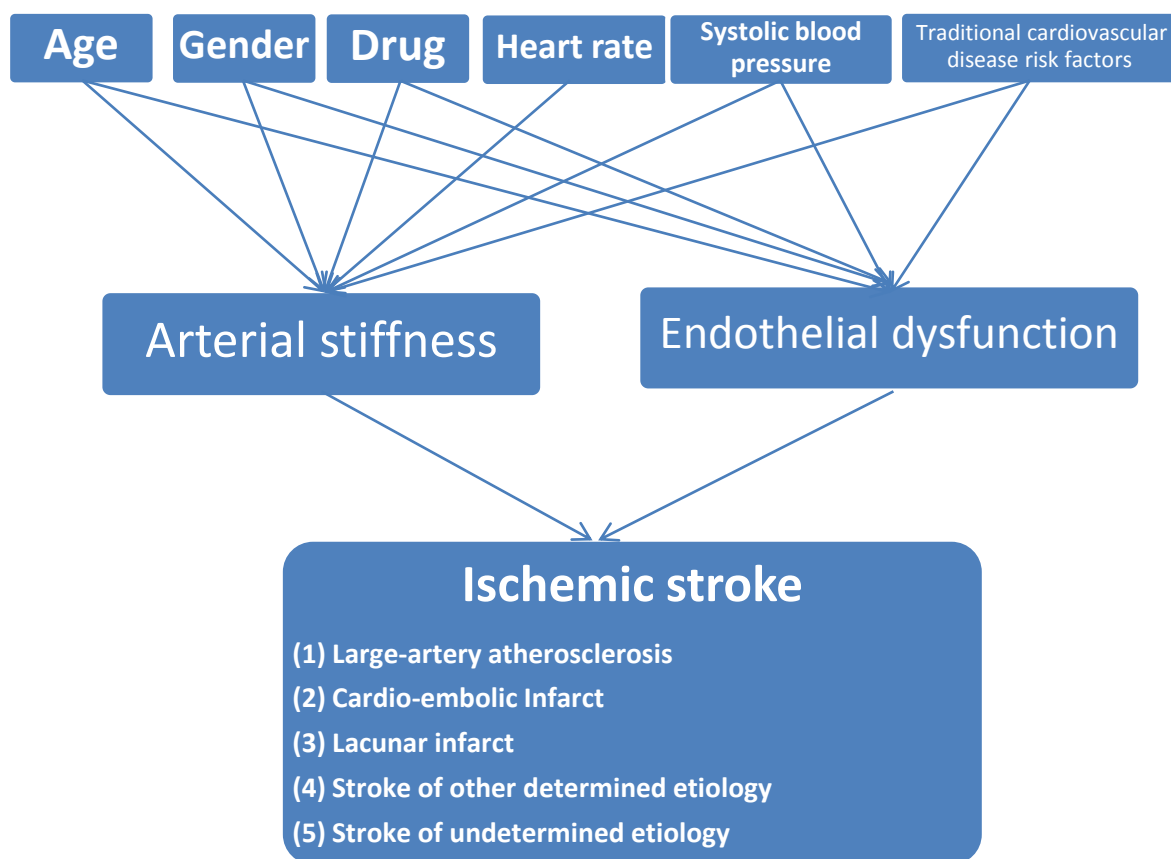 Age
Gender
Drug
Heart rate
Systolic blood
pressure
Traditional cardiovascular
disease risk factors
Arterial stiffness
Endothelial dysfunction
Ischemic stroke
(1) Large-artery atherosclerosis
(2) Cardio-embolic Infarct
(3) Lacunar infarct
(4) Stroke of other determined etiology
(5) Stroke of undetermined etiology